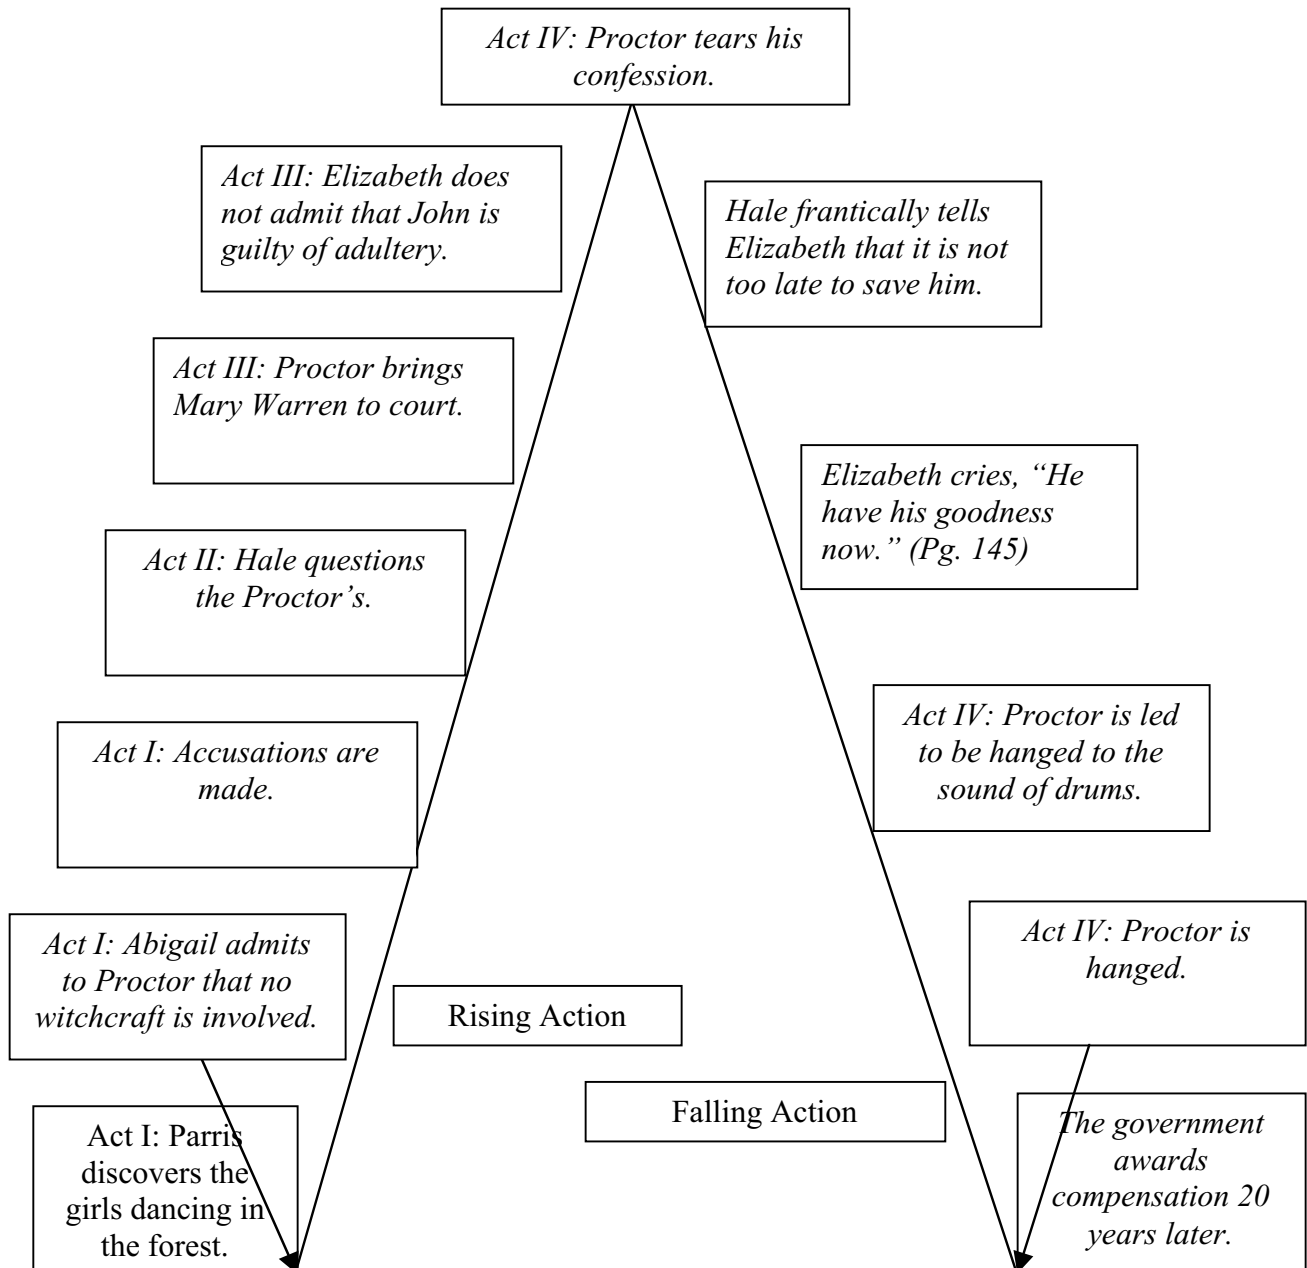 Act IV: Proctor tears his
confession.
Act III: Elizabeth does
not admit that John is
guilty of adultery.
Hale frantically tells
Elizabeth that it is not
too late to save him.
Act III: Proctor brings
Mary Warren to court.
Elizabeth cries, “He
have his goodness
now.” (Pg. 145)
Act II: Hale questions
the Proctor’s.
Act IV: Proctor is led
to be hanged to the
sound of drums.
Act I: Accusations are
made.
Act IV: Proctor is
hanged.
Act I: Abigail admits
to Proctor that no
witchcraft is involved.
Rising Action
Falling Action
Act I: Parris
discovers the
girls dancing in
the forest.
The government
awards
compensation 20
years later.